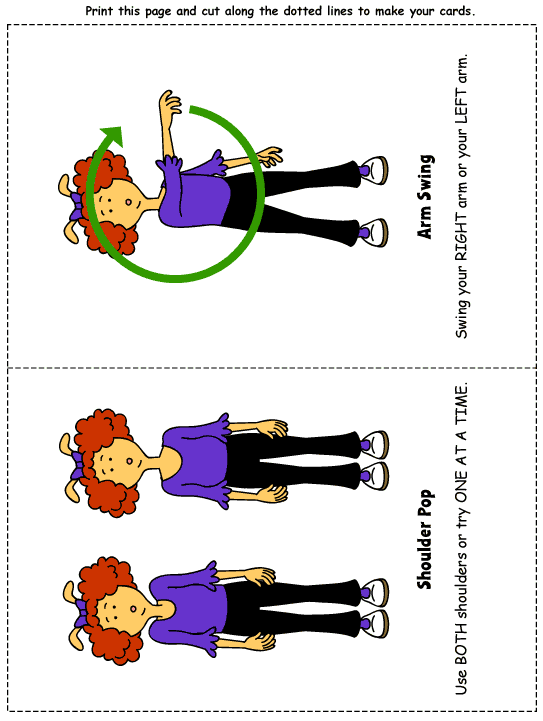 Print this page and cut along the dotted lines to make your cards.
Arm Swing
Swing your RIGHT arm or your LEFT arm.
Shoulder Pop
Use BOTH shoulders or try ONE AT A TIME.